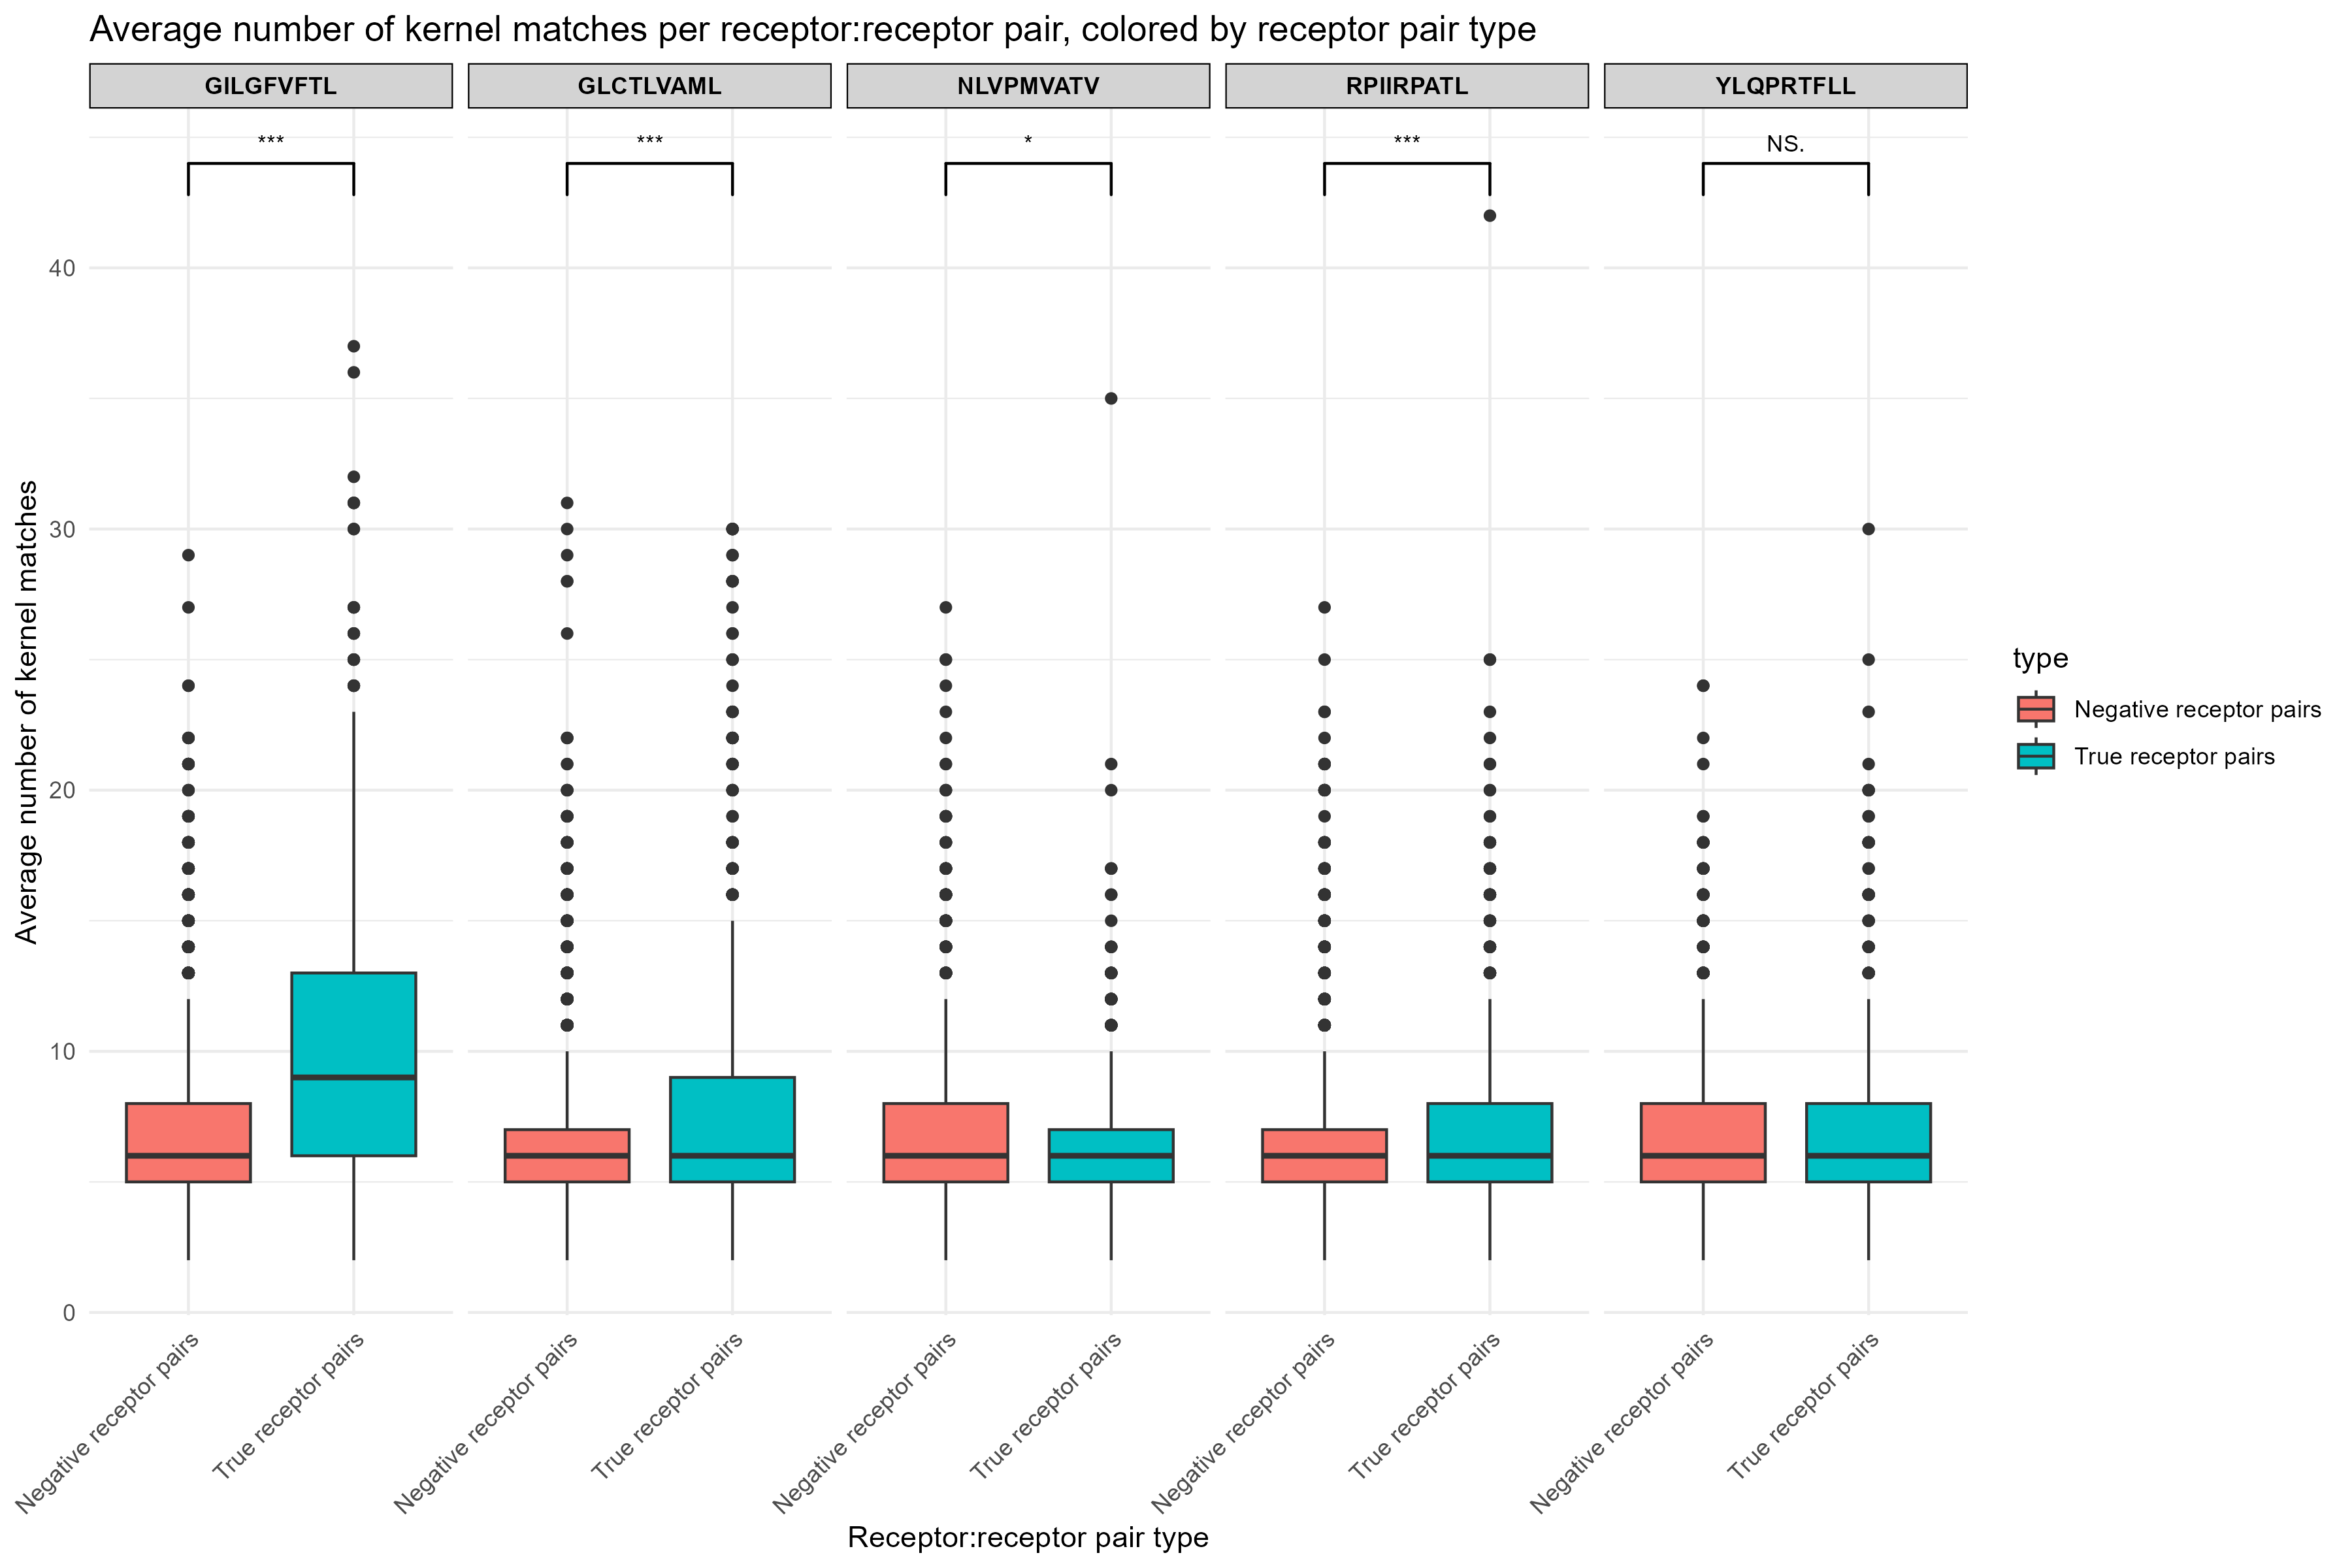 Average number of kernel matches per receptor:receptor pair, colored by receptor pair type
GILGFVFTL
GLCTLVAML
NLVPMVATV
RPIIRPATL
YLQPRTFLL
***
***
*
***
NS.
Average number of kernel matches
40
30
20
10
0
type
Negative receptor pairs
True receptor pairs
Negative receptor pairs
True receptor pairs
Negative receptor pairs
True receptor pairs
Negative receptor pairs
True receptor pairs
Negative receptor pairs
True receptor pairs
Negative receptor pairs
True receptor pairs
Receptor:receptor pair type